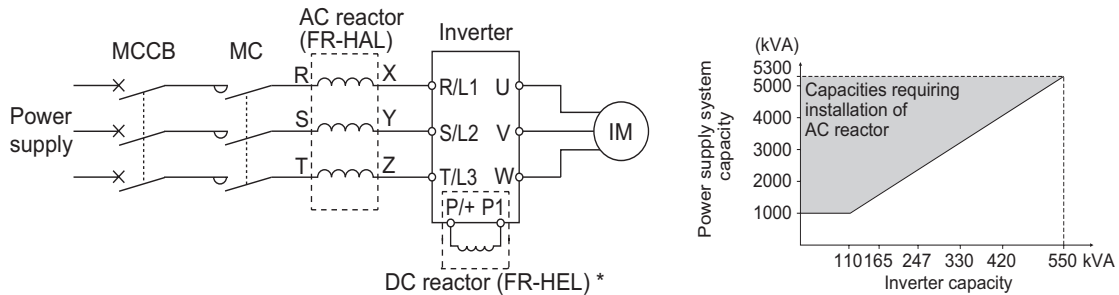 AC reactor
(FR-HAL)
Inverter
MCCB
MC
R
X
R/L1
U
Power
supply
S
Y
S/L2
V
IM
T
Z
T/L3
W
P/+ P1
DC reactor (FR-HEL) *
(kVA)
5300
5000
4000
3000
2000
1000
Power supply system
capacity
Capacities requiring
installation of
AC reactor
110 165 247 330 420 550 kVA
Inverter capacity